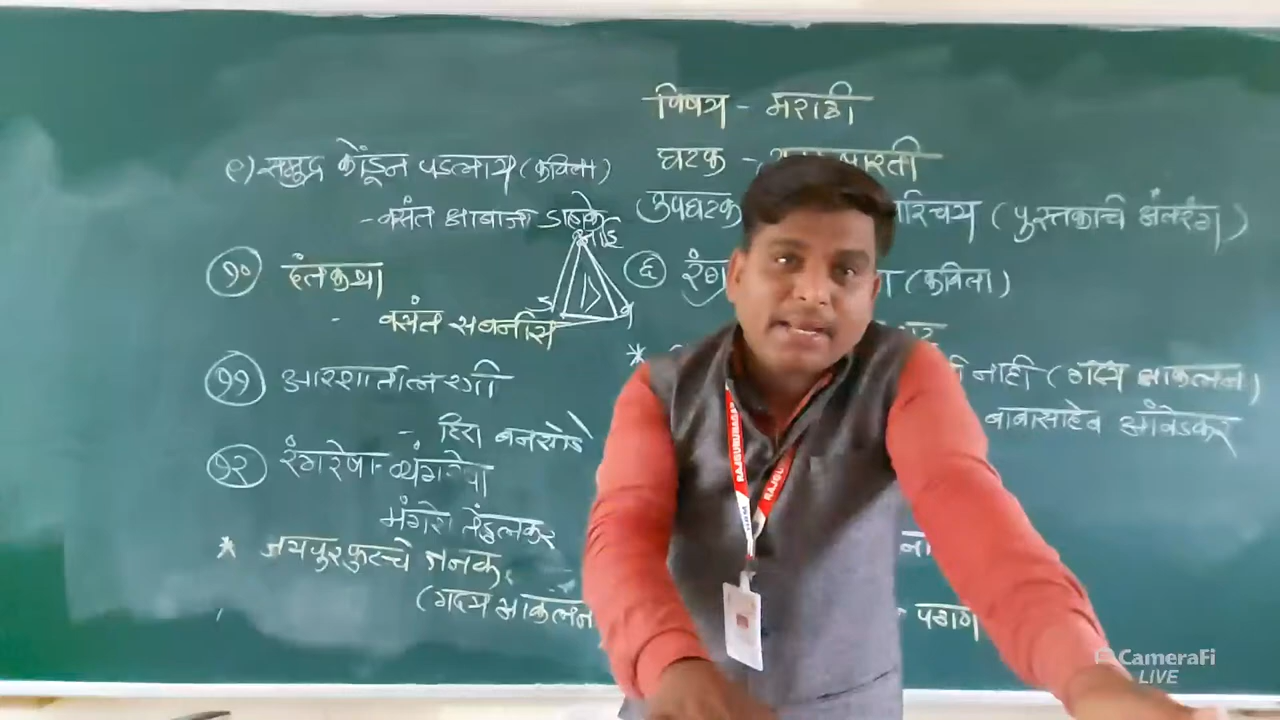 विषय - मराठी
घटक -
उपघटक परिचय (पुस्तकाचे अंतरंग)
६ रंग (कविता)
नाही (गद्य आकलन)
बाबासाहेब आंबेडकर
९) समुद्र कोंडून पडलाय (कविता)
- वसंत आबाजी डहाके
१० दंतकथा
- वसंत सबनीस
११ आरशातील स्त्री
- हिरा बनसोडे
१२ रंगरेषा व्यंगरेषा
मंगेश तेंडुलकर
* जयपुरफुटचे जनक
(गद्य आकलन
RAJGURUNAGAR
CameraFi
LIVE